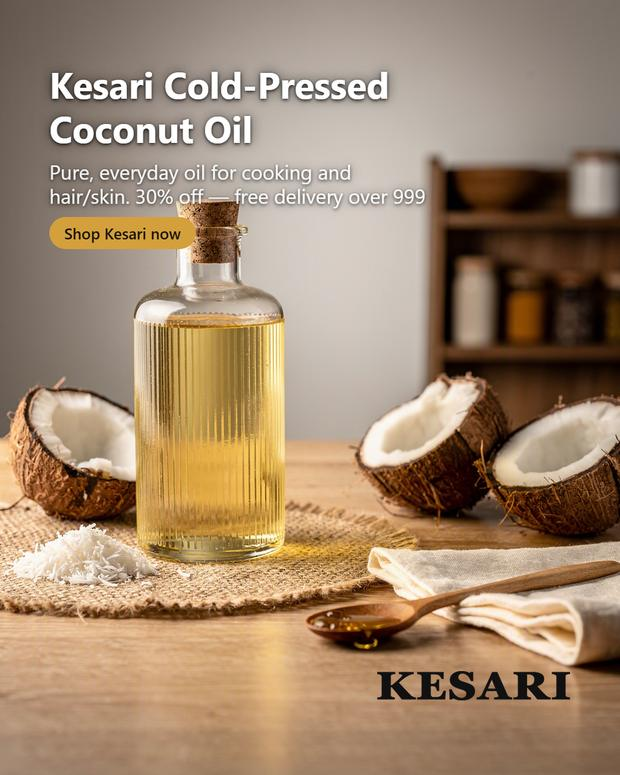 Kesari Cold-Pressed
Coconut Oil
Pure, everyday oil for cooking and
hair/skin. 30% off — free delivery over 999
Shop Kesari now
KESARI